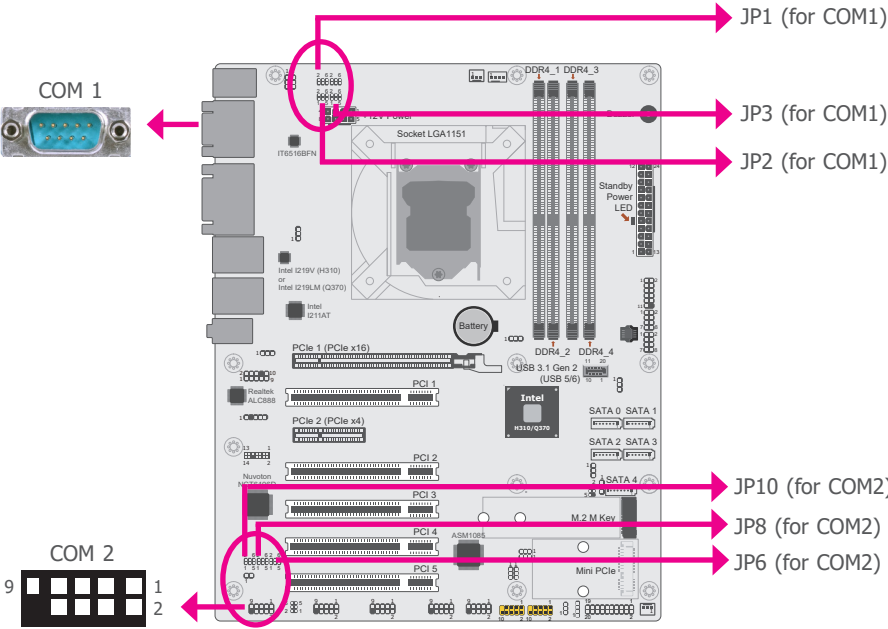 JP1 (for COM1)
DDR4_1 DDR4_3
COM 1
JP3 (for COM1)
+12V Power
Socket LGA1151
IT6516BFN
JP2 (for COM1)
Standby
Power
LED
Intel I219V (H310)
or
Intel I219LM (Q370)
Intel
I211AT
Battery
PCIe 1 (PCIe x16)
DDR4_2 DDR4_4
USB 3.1 Gen 2
(USB 5/6)
PCI 1
Realtek
ALC888
Intel
H310/Q370
SATA 0 SATA 1
PCIe 2 (PCIe x4)
SATA 2 SATA 3
PCI 2
Nuvoton
SATA 4
JP10 (for COM2)
PCI 3
M.2 M Key
JP8 (for COM2)
PCI 4
ASM1085
COM 2
JP6 (for COM2)
PCI 5
Mini PCIe
9 1
2